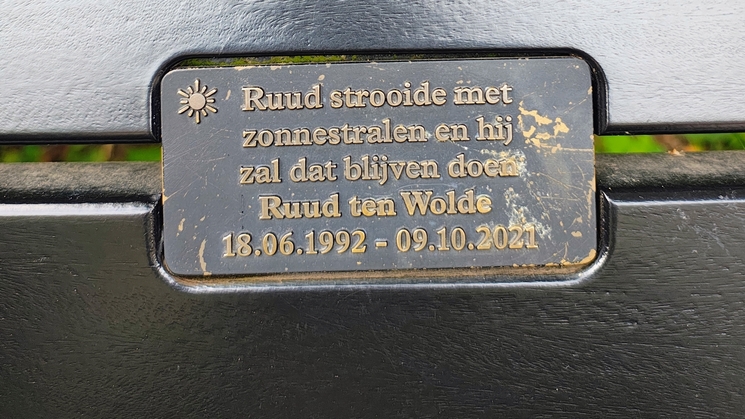 Ruud strooide met
zonnestralen en hij
zal dat blijven doen
Ruud ten Wolde
18.06.1992 - 09.10.2021